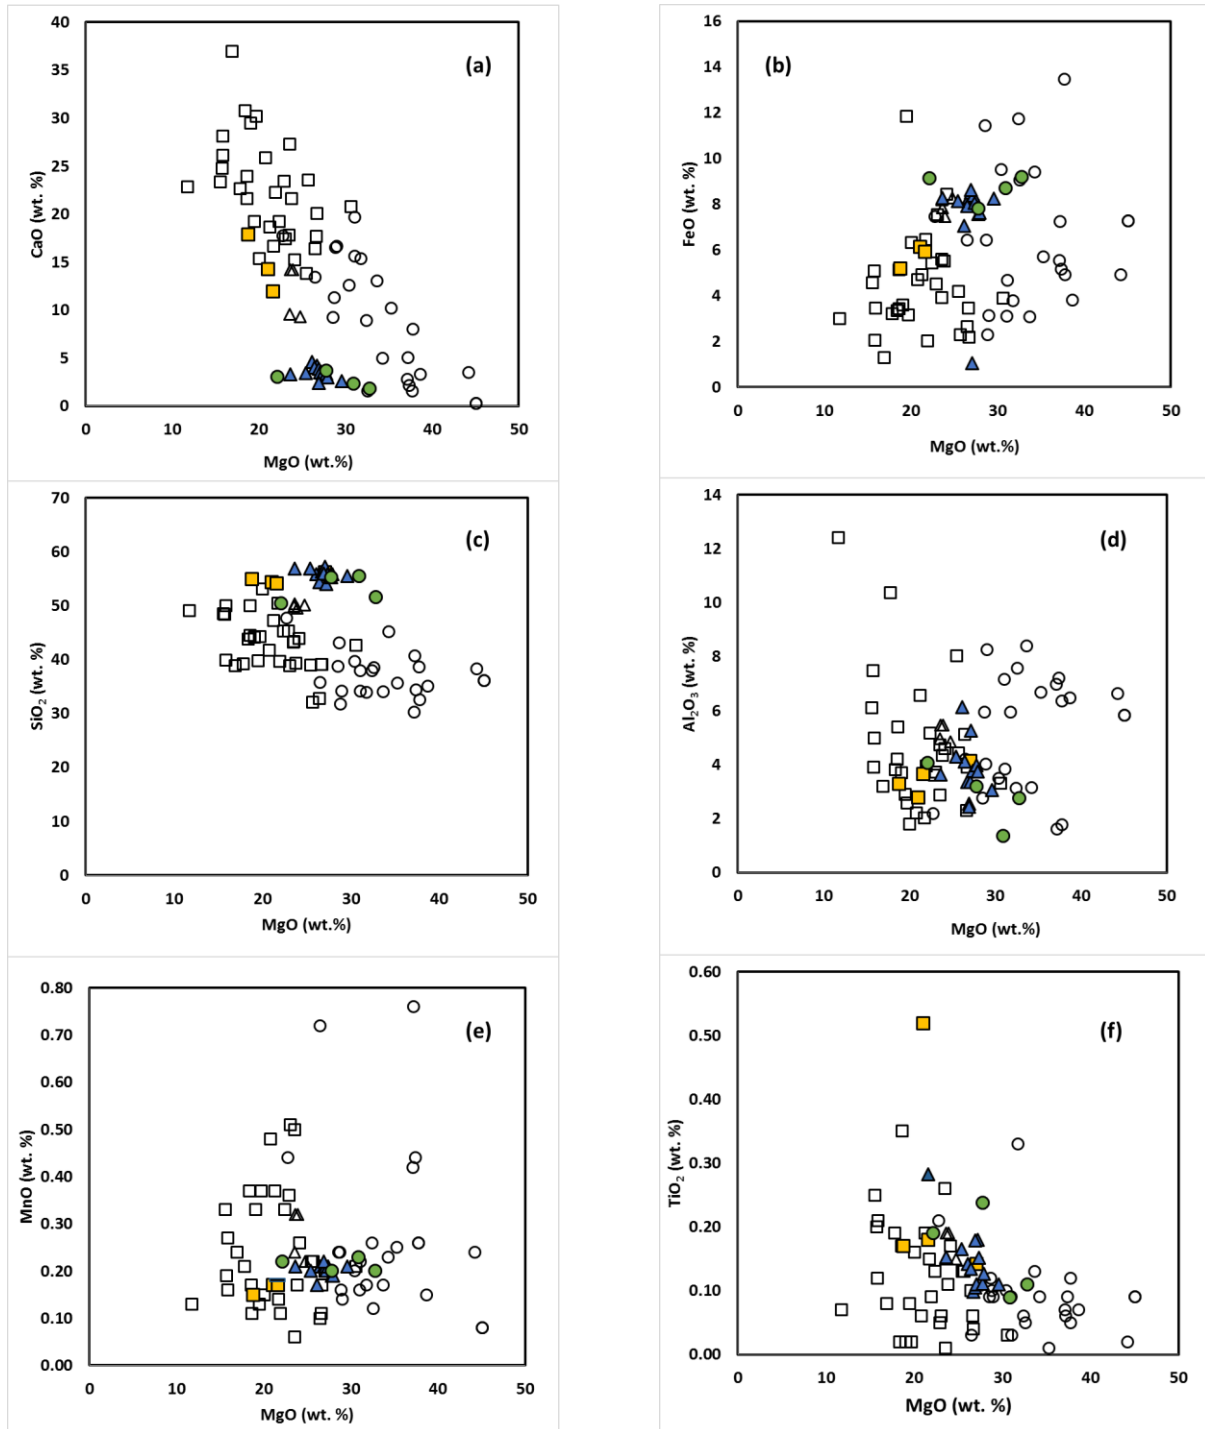 40
35
30
25
20
15
10
5
0
CaO (wt. %)
(a)
0 10 20 30 40 50
MgO (wt.%)
16
14
12
10
8
6
4
2
0
FeO (wt. %)
(b)
0 10 20 30 40 50
MgO (wt.%)
70
60
50
40
30
20
10
0
SiO₂ (wt. %)
(c)
0 10 20 30 40 50
MgO (wt.%)
14
12
10
8
6
4
2
0
Al₂O₃ (wt. %)
(d)
0 10 20 30 40 50
MgO (wt.%)
0.80
0.70
0.60
0.50
0.40
0.30
0.20
0.10
0.00
MnO (wt. %)
(e)
0 10 20 30 40 50
MgO (wt. %)
0.60
0.50
0.40
0.30
0.20
0.10
0.00
TiO₂ (wt. %)
(f)
0 10 20 30 40 50
MgO (wt. %)